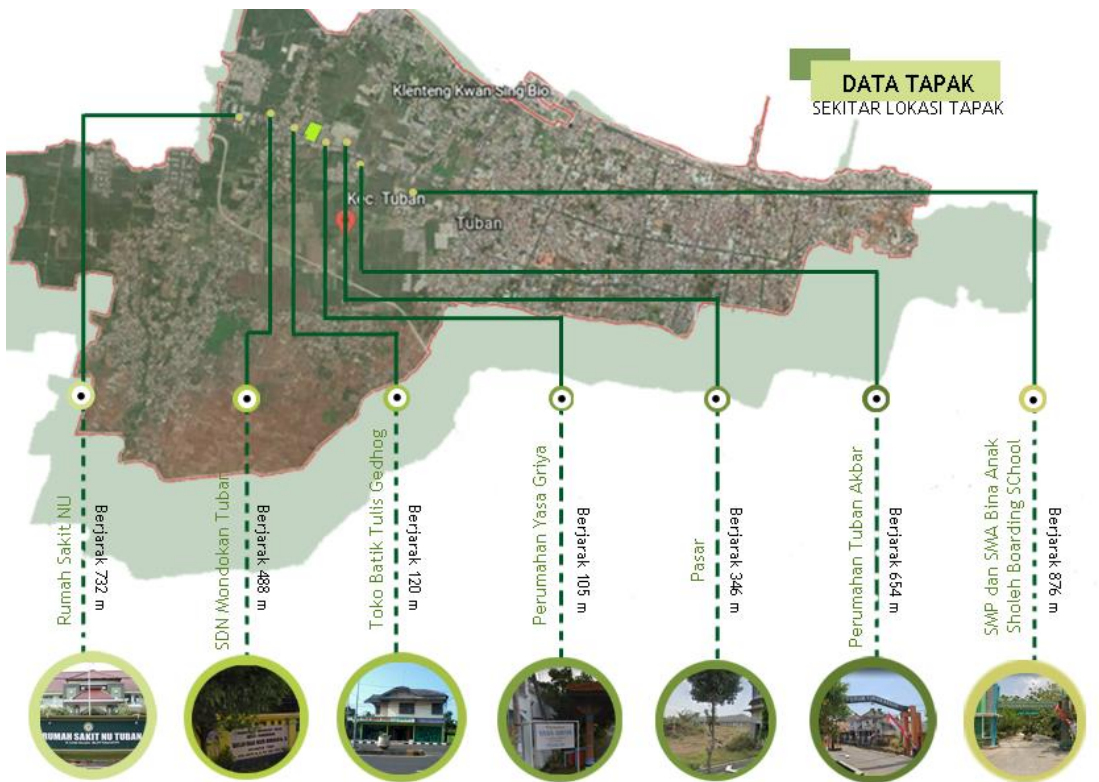 DATA TAPAK
SEKITAR LOKASI TAPAK
Klenteng Kwan Sing Bio
Kec. Tuban
Tuban
Rumah Sakit NU
Berjarak 732 m
SDN Mondokan Tuban
Berjarak 488 m
Toko Batik Tulis Gedhog
Berjarak 120 m
Perumahan Yasa Griya
Berjarak 105 m
Pasar
Berjarak 346 m
Perumahan Tuban Akbar
Berjarak 654 m
SMP dan SMA Bina Anak
Sholeh Boarding SChool
Berjarak 876 m
RUMAH SAKIT NU TUBAN